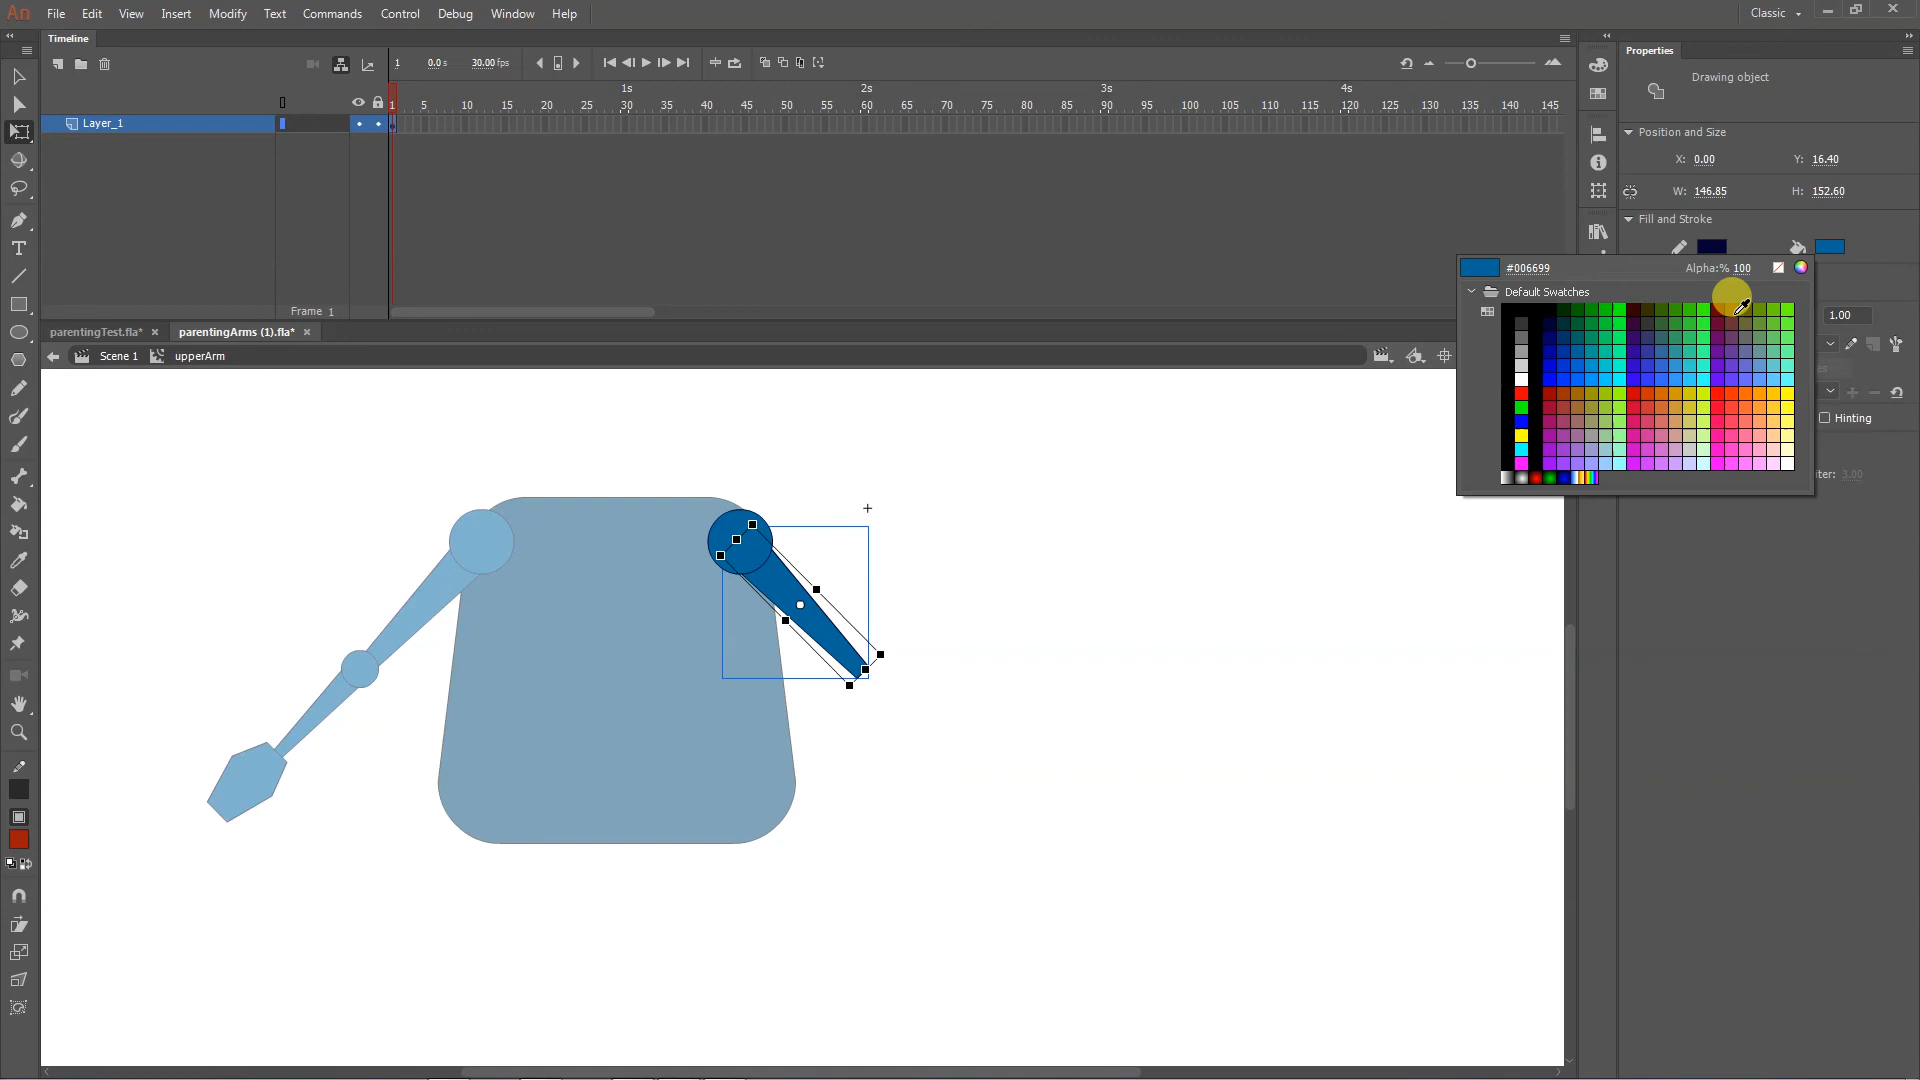 An File Edit View Insert Modify Text Commands Control Debug Window Help Classic
Timeline
Properties
1 0.0 s 30.00 fps
Drawing object
1s 2s 3s 4s
1 5 10 15 20 25 30 35 40 45 50 55 60 65 70 75 80 85 90 95 100 105 110 115 120 125 130 135 140 145
Layer_1
Position and Size
X: 0.00 Y: 16.40
W: 146.85 H: 152.60
Fill and Stroke
#006699 Alpha:% 100
Default Swatches
Frame 1
1.00
parentingTest.fla* × parentingArms (1).fla* ×
Scene 1 upperArm
Hinting
iter: 3.00